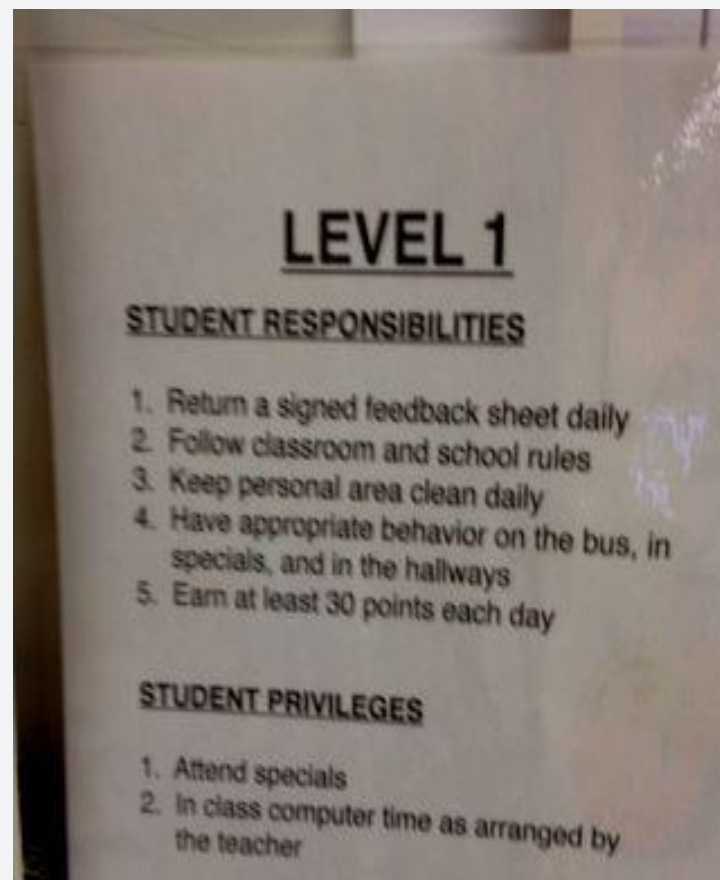 LEVEL 1
STUDENT RESPONSIBILITIES
1. Return a signed feedback sheet daily
2. Follow classroom and school rules
3. Keep personal area clean daily
4. Have appropriate behavior on the bus, in
specials, and in the hallways
5. Earn at least 30 points each day
STUDENT PRIVILEGES
1. Attend specials
2. In class computer time as arranged by
the teacher